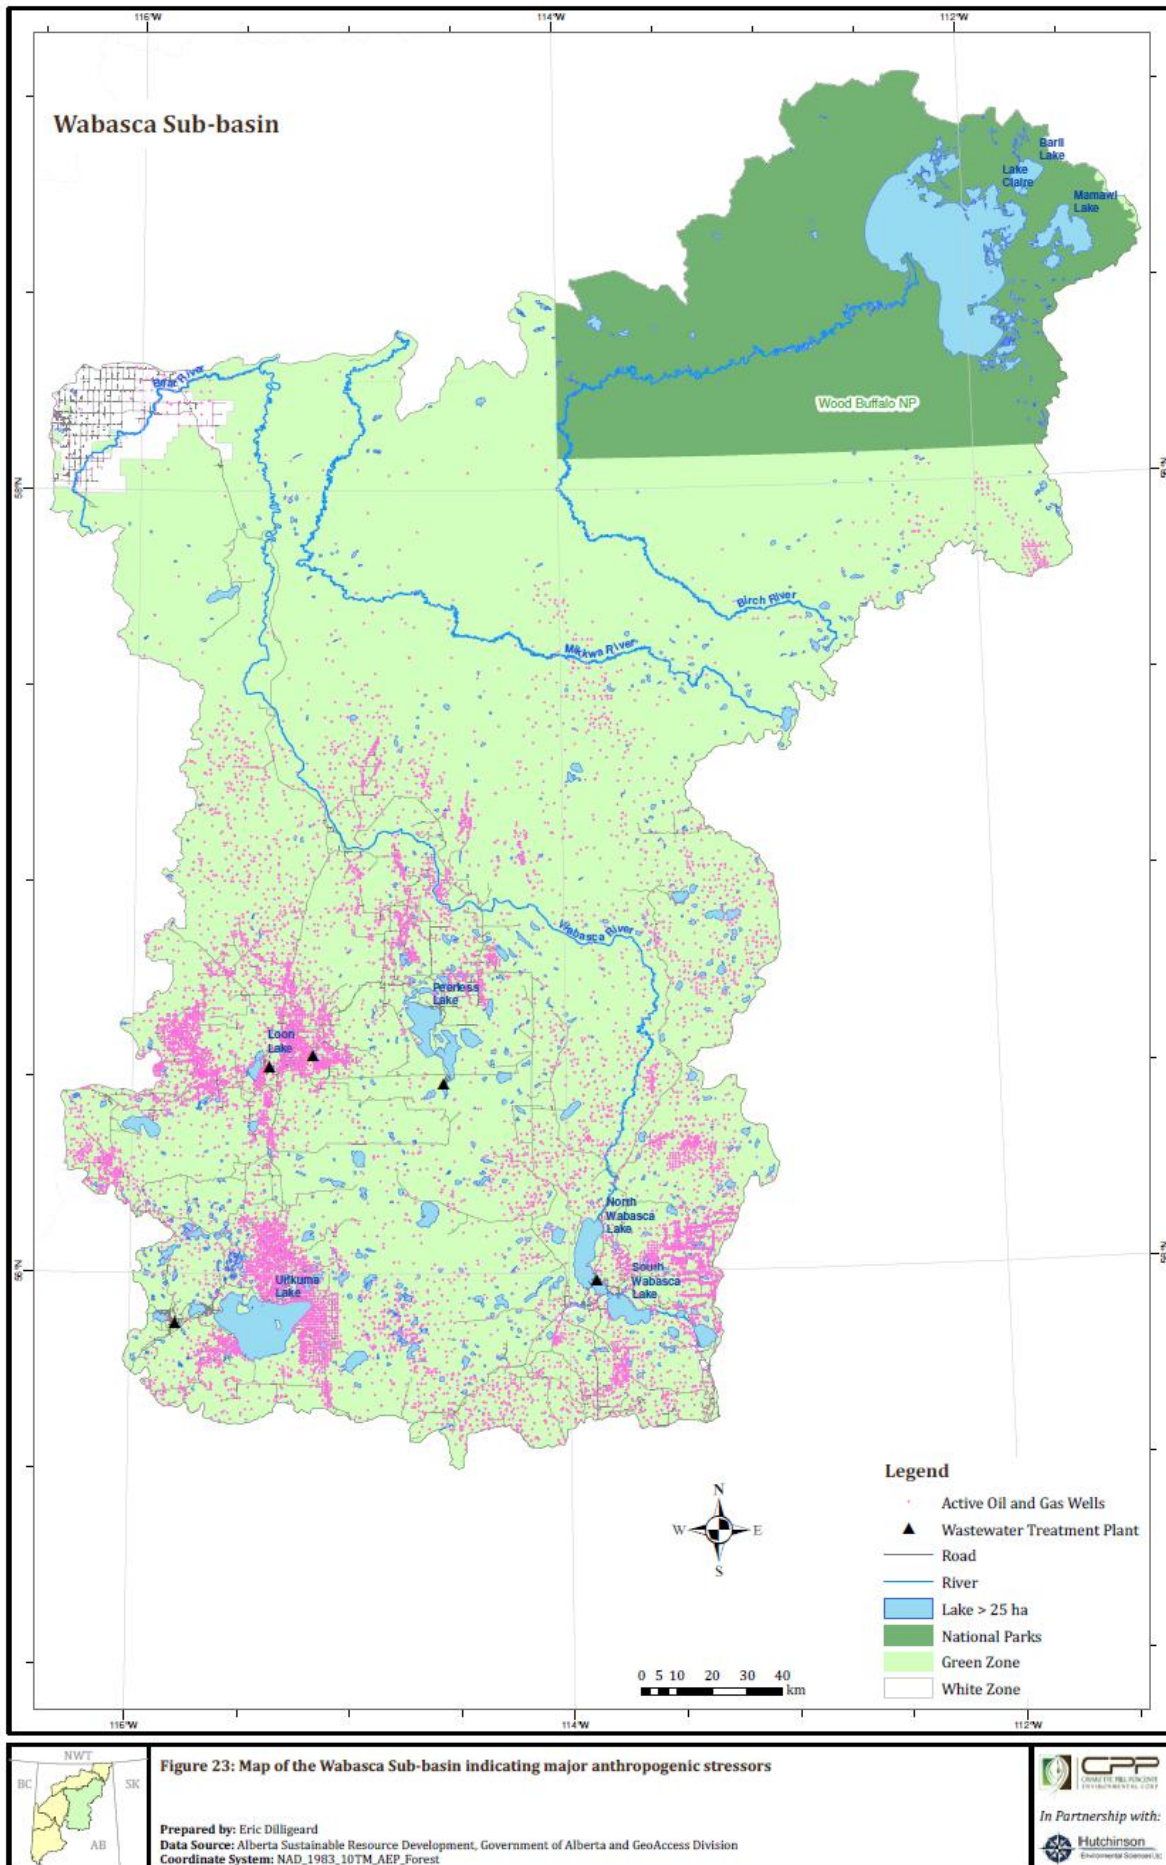 116°W
114°W
112°W
Wabasca Sub-basin
Baril
Lake
Lake
Claire
Mamawi
Lake
Wood Buffalo NP
58°N
Birch River
Mikkwa River
Wabasca River
Peerless
Lake
Loon
Lake
North
Wabasca
Lake
South
Wabasca
Lake
Utikuma
Lake
56°N
Legend
Active Oil and Gas Wells
Wastewater Treatment Plant
Road
River
Lake > 25 ha
National Parks
Green Zone
White Zone
N
W E
S
0 5 10 20 30 40
km
116°W
114°W
112°W
NWT
BC
SK
AB
Figure 23: Map of the Wabasca Sub-basin indicating major anthropogenic stressors
Prepared by: Eric Dilligeard
Data Source: Alberta Sustainable Resource Development, Government of Alberta and GeoAccess Division
Coordinate System: NAD_1983_10TM_AEP_Forest
CPP
ENVIRONMENTAL CORP
In Partnership with:
Hutchinson
Environmental Sciences Ltd